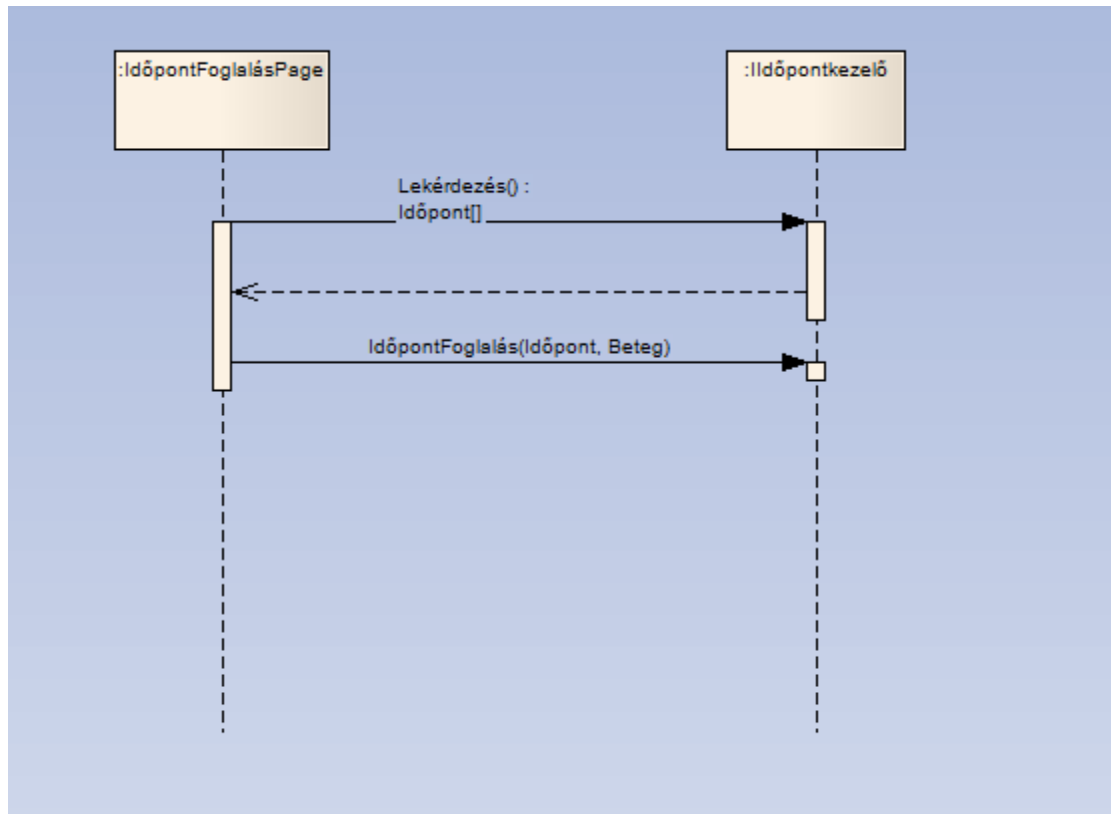 :IdőpontFoglalásPage
:IIdőpontkezelő
Lekérdezés() :
Időpont[]
IdőpontFoglalás(Időpont, Beteg)